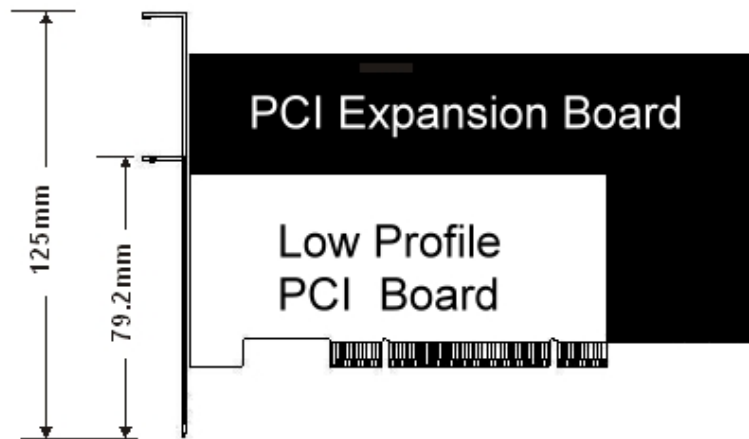 PCI Expansion Board
Low Profile
PCI Board
125mm
79.2mm